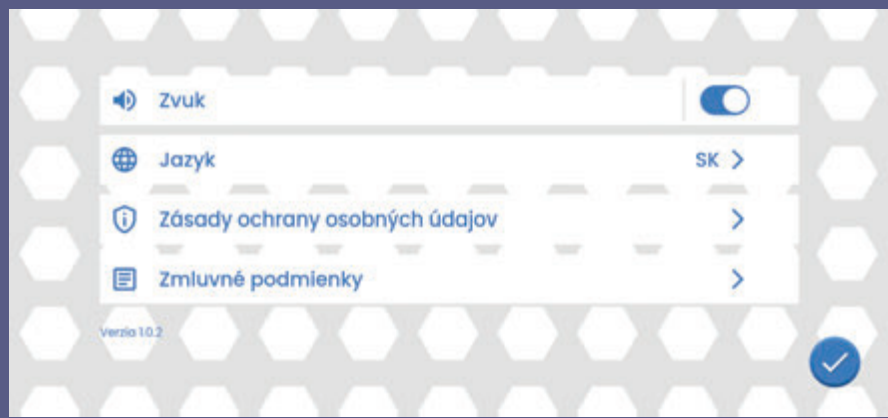 Zvuk
Jazyk SK
Zásady ochrany osobných údajov
Zmluvné podmienky
Verzia 1.0.2